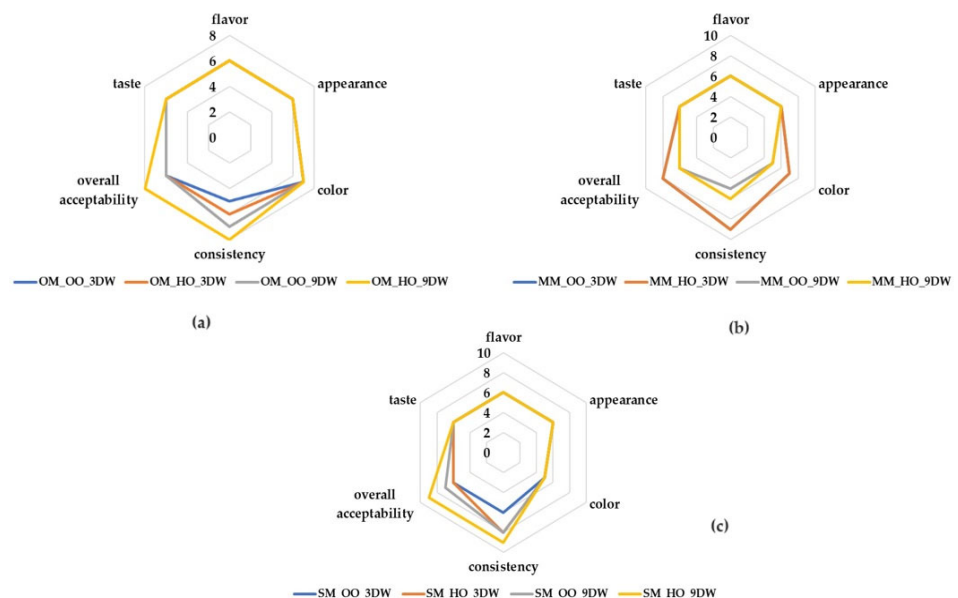 flavor
8
6
4
2
0
taste
appearance
overall
acceptability
color
consistency
OM_OO_3DW OM_HO_3DW OM_OO_9DW OM_HO_9DW
(a)
flavor
10
8
6
4
2
0
taste
appearance
overall
acceptability
color
consistency
MM_OO_3DW MM_HO_3DW MM_OO_9DW MM_HO_9DW
(b)
flavor
10
8
6
4
2
0
taste
appearance
overall
acceptability
color
consistency
(c)
SM_OO_3DW SM_HO_3DW SM_OO_9DW SM_HO_9DW